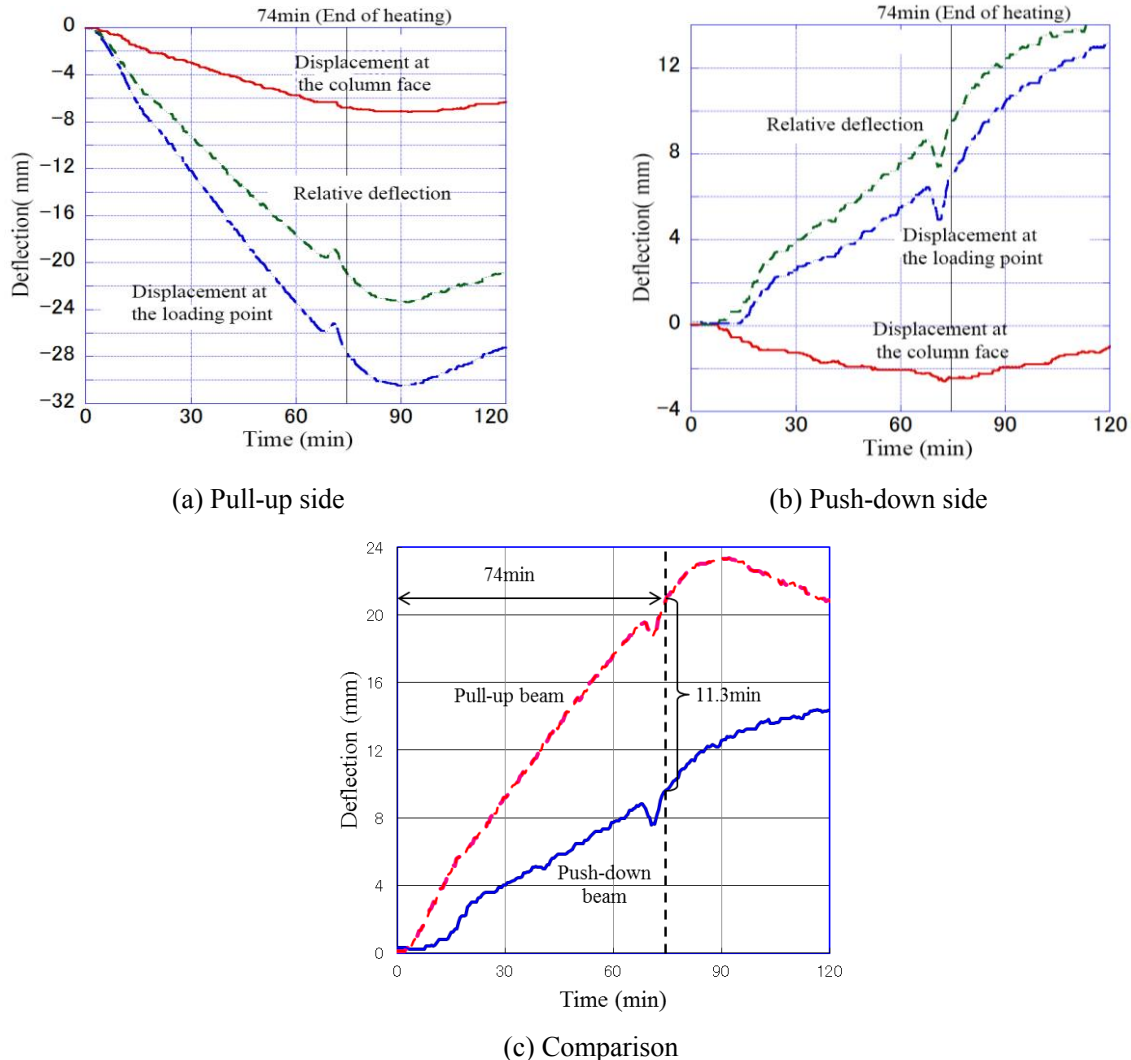 74min (End of heating)
0
−4
−8
−12
−16
−20
−24
−28
−32
Deflection( mm)
Displacement at
the column face
Relative deflection
Displacement at
the loading point
0
30
60
90
120
Time (min)
(a) Pull-up side
74min (End of heating)
12
8
4
0
−4
Deflection( mm)
Relative deflection
Displacement at
the loading point
Displacement at
the column face
0
30
60
90
120
Time (min)
(b) Push-down side
24
20
16
12
8
4
0
Deflection (mm)
74min
Pull-up beam
11.3min
Push-down
beam
0
30
60
90
120
Time (min)
(c) Comparison